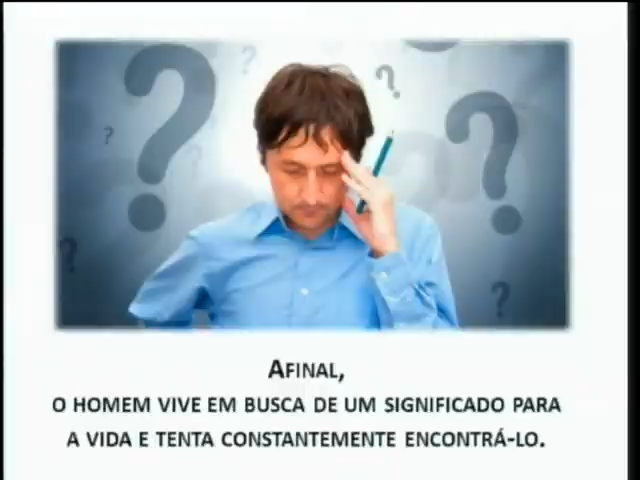 Afinal,
o homem vive em busca de um significado para
a vida e tenta constantemente encontrá-lo.